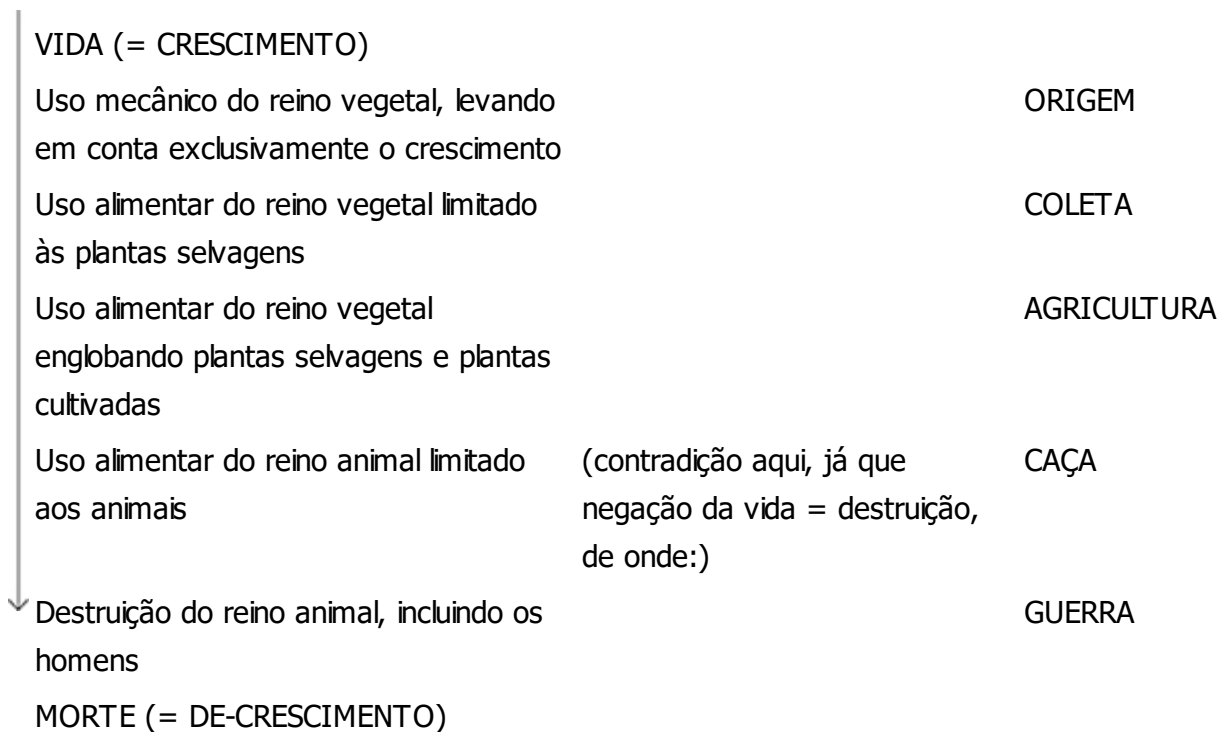 VIDA (= CRESCIMENTO)
Uso mecânico do reino vegetal, levando ORIGEM
em conta exclusivamente o crescimento
Uso alimentar do reino vegetal limitado COLETA
às plantas selvagens
Uso alimentar do reino vegetal AGRICULTURA
englobando plantas selvagens e plantas
cultivadas
Uso alimentar do reino animal limitado (contradição aqui, já que CAÇA
aos animais negação da vida = destruição,
de onde:)
Destruição do reino animal, incluindo os GUERRA
homens
MORTE (= DE-CRESCIMENTO)